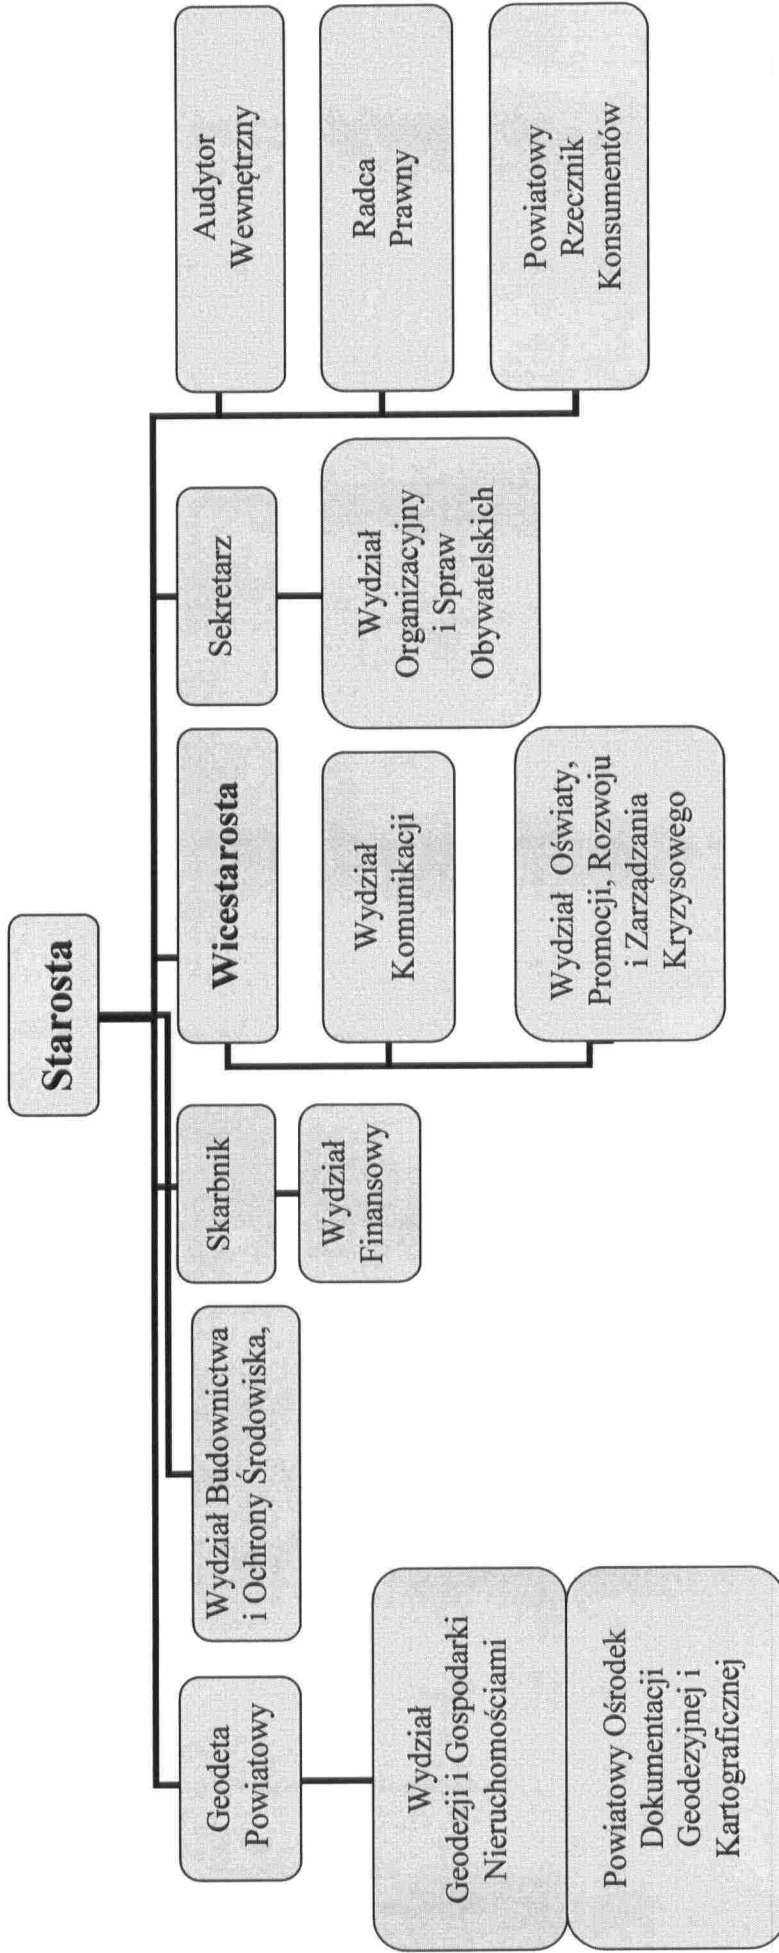 Starosta
Geodeta
Powiatowy
Wydział Budownictwa
i Ochrony Środowiska,
Skarbnik
Wicestarosta
Sekretarz
Audytor
Wewnętrzny
Wydział
Geodezji i Gospodarki
Nieruchomościami
Powiatowy Ośrodek
Dokumentacji
Geodezyjnej i
Kartograficznej
Wydział
Finansowy
Wydział
Komunikacji
Wydział Oświaty,
Promocji, Rozwoju
i Zarządzania
Kryzysowego
Wydział
Organizacyjny
i Spraw
Obywatelskich
Radca
Prawny
Powiatowy
Rzecznik
Konsumentów